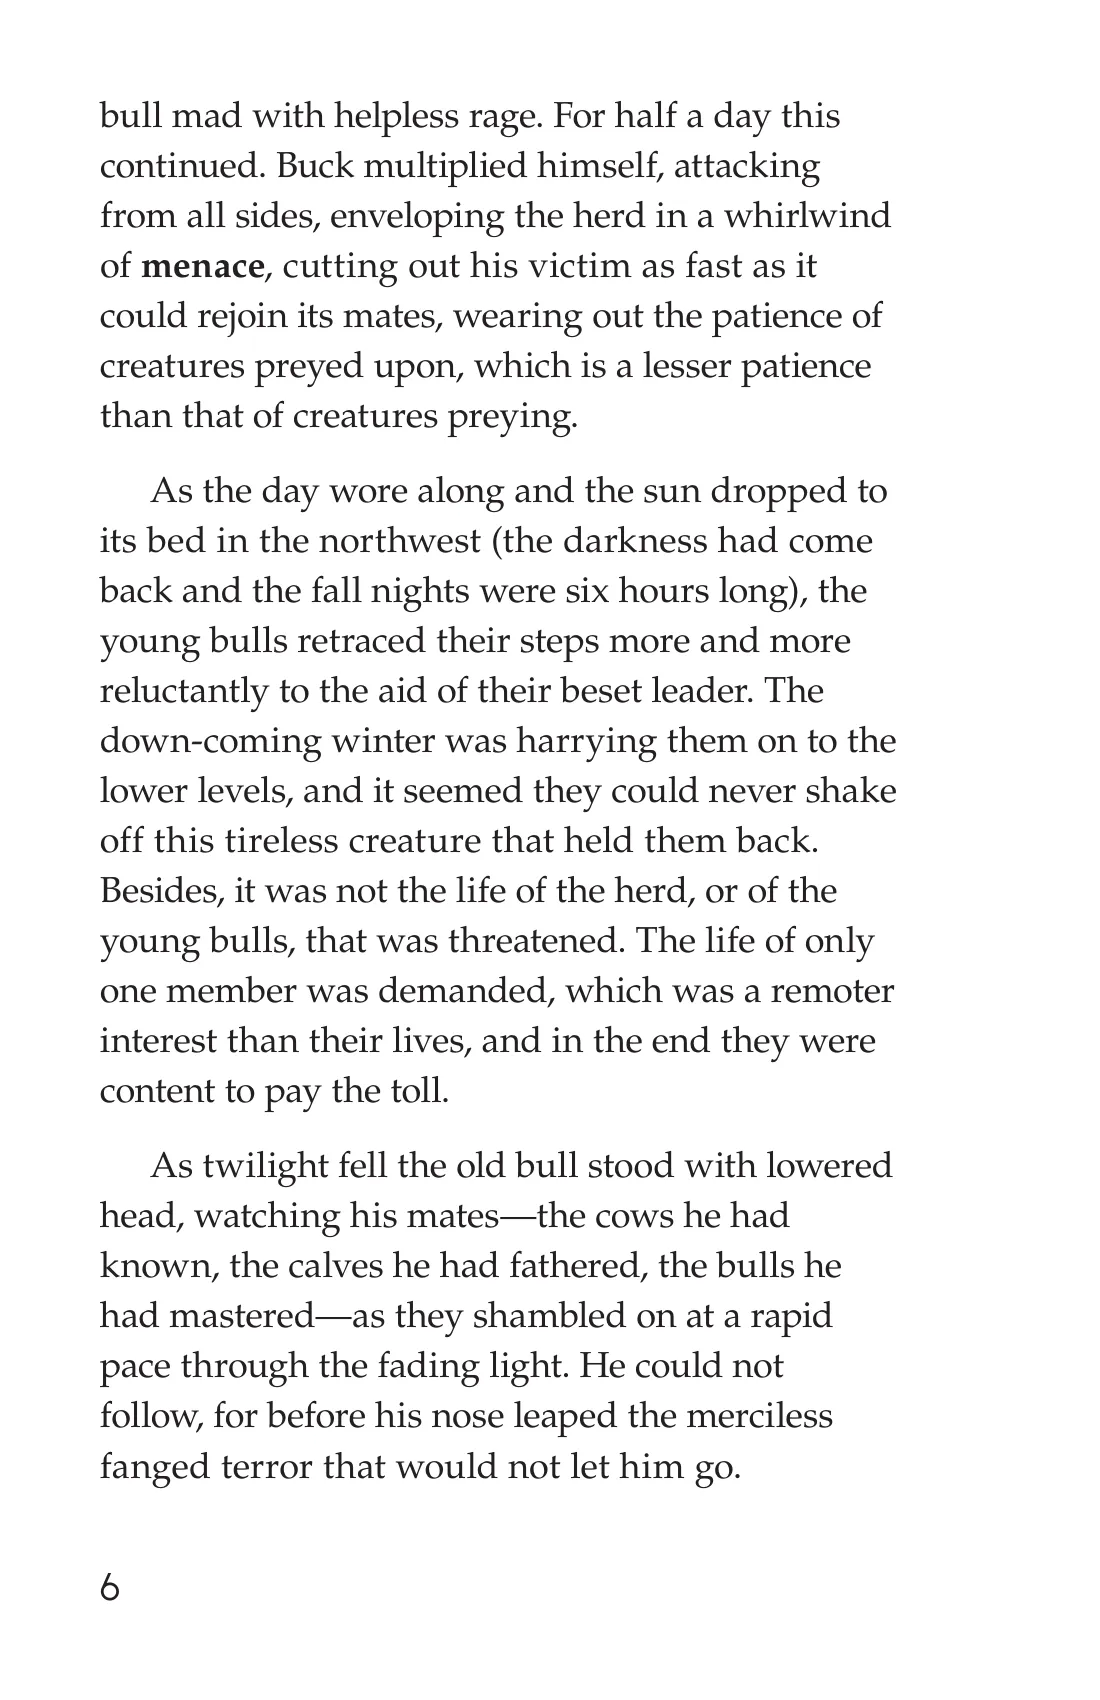 bull mad with helpless rage. For half a day this
continued. Buck multiplied himself, attacking
from all sides, enveloping the herd in a whirlwind
of menace, cutting out his victim as fast as it
could rejoin its mates, wearing out the patience of
creatures preyed upon, which is a lesser patience
than that of creatures preying.
As the day wore along and the sun dropped to
its bed in the northwest (the darkness had come
back and the fall nights were six hours long), the
young bulls retraced their steps more and more
reluctantly to the aid of their beset leader. The
down-coming winter was harrying them on to the
lower levels, and it seemed they could never shake
off this tireless creature that held them back.
Besides, it was not the life of the herd, or of the
young bulls, that was threatened. The life of only
one member was demanded, which was a remoter
interest than their lives, and in the end they were
content to pay the toll.
As twilight fell the old bull stood with lowered
head, watching his mates—the cows he had
known, the calves he had fathered, the bulls he
had mastered—as they shambled on at a rapid
pace through the fading light. He could not
follow, for before his nose leaped the merciless
fanged terror that would not let him go.
6